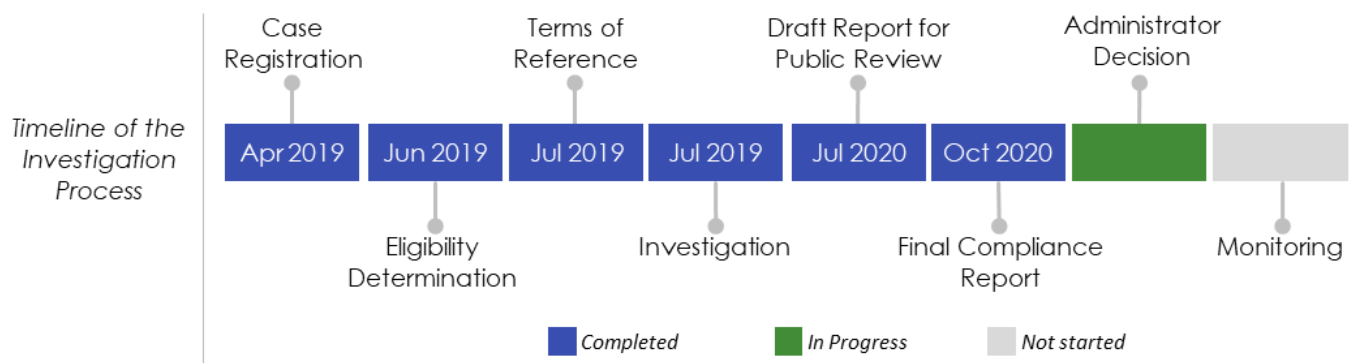 Case
Registration
Terms of
Reference
Draft Report for
Public Review
Administrator
Decision
Timeline of the
Investigation
Process
Apr 2019
Jun 2019
Jul 2019
Jul 2019
Jul 2020
Oct 2020
Eligibility
Determination
Investigation
Final Compliance
Report
Monitoring
Completed
In Progress
Not started